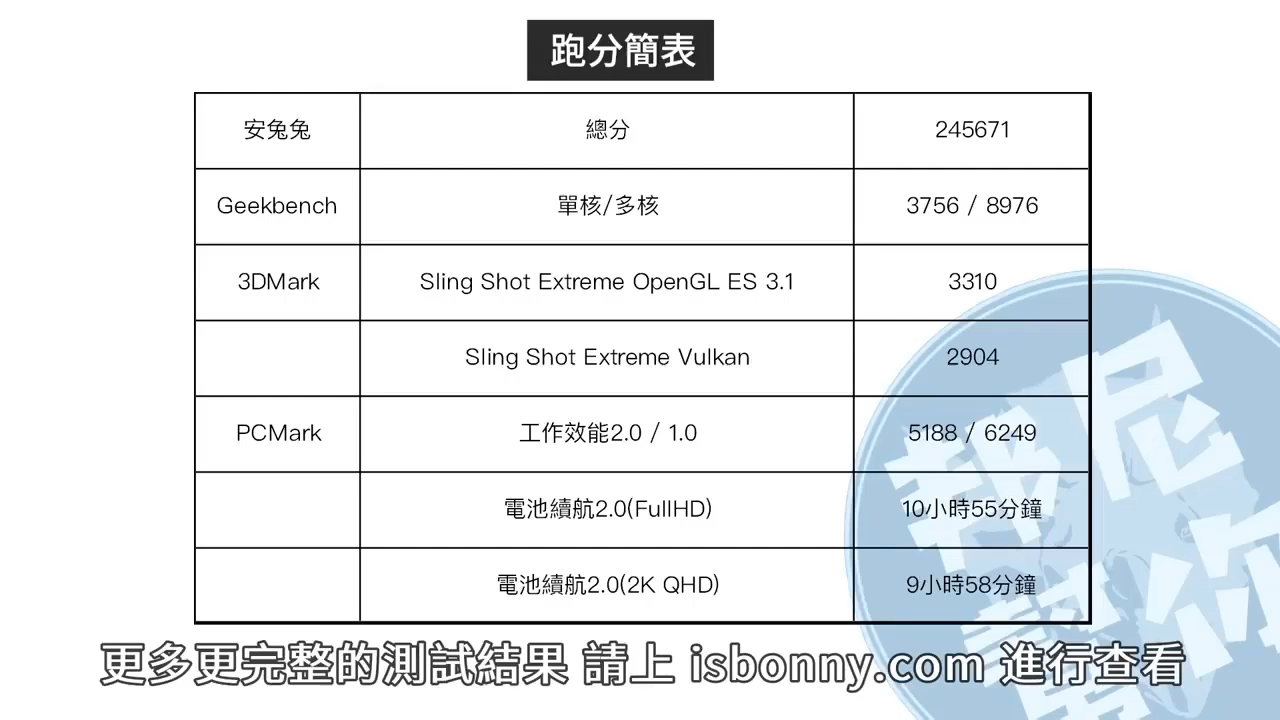 跑分簡表
安兔兔 總分 245671
Geekbench 單核/多核 3756 / 8976
3DMark Sling Shot Extreme OpenGL ES 3.1 3310
Sling Shot Extreme Vulkan 2904
PCMark 工作效能2.0 / 1.0 5188 / 6249
電池續航2.0(FullHD) 10小時55分鐘
電池續航2.0(2K QHD) 9小時58分鐘
邦尼
幫你
更多更完整的測試結果 請上 isbonny.com 進行查看